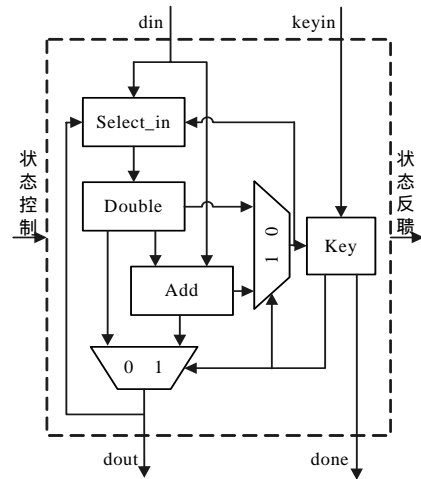 din
keyin
Select_in
状态控制
状态反馈
Double
1 0
Key
Add
0 1
dout
done